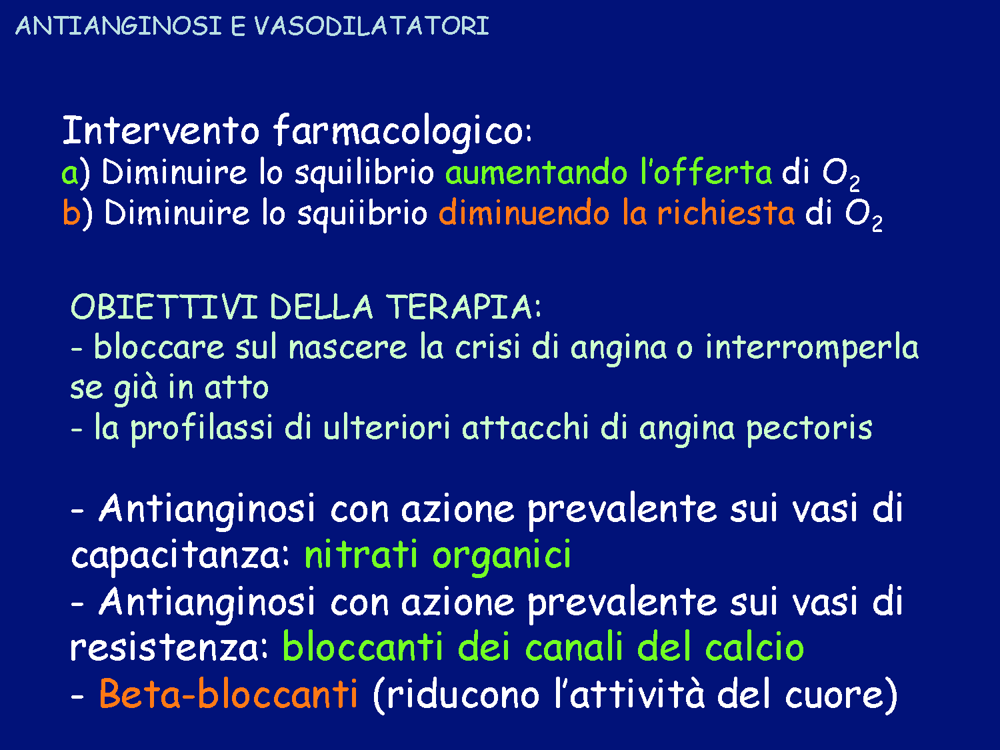 ANTIANGINOSI E VASODILATATORI
Intervento farmacologico:
a) Diminuire lo squilibrio aumentando l’offerta di O2
b) Diminuire lo squiibrio diminuendo la richiesta di O2
OBIETTIVI DELLA TERAPIA:
- bloccare sul nascere la crisi di angina o interromperla
se già in atto
- la profilassi di ulteriori attacchi di angina pectoris
- Antianginosi con azione prevalente sui vasi di
capacitanza: nitrati organici
- Antianginosi con azione prevalente sui vasi di
resistenza: bloccanti dei canali del calcio
- Beta-bloccanti (riducono l’attività del cuore)